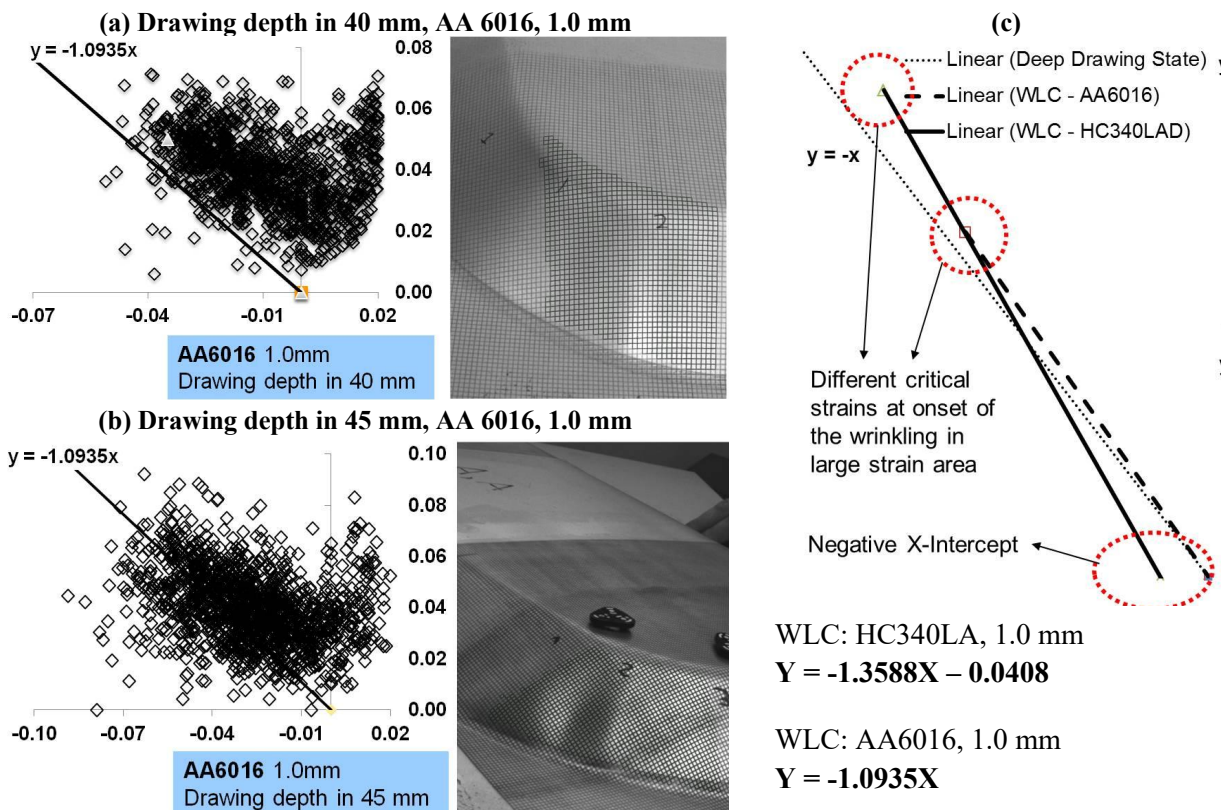 (a) Drawing depth in 40 mm, AA 6016, 1.0 mm
y = -1.0935x
0.08
0.06
0.04
0.02
0.00
-0.07
-0.04
-0.01
0.02
AA6016 1.0mm
Drawing depth in 40 mm
1
2
(b) Drawing depth in 45 mm, AA 6016, 1.0 mm
y = -1.0935x
0.10
0.08
0.06
0.04
0.02
0.00
-0.10
-0.07
-0.04
-0.01
0.02
AA6016 1.0mm
Drawing depth in 45 mm
1
2
3
(c)
Linear (Deep Drawing State)
Linear (WLC - AA6016)
Linear (WLC - HC340LAD)
y = -x
y
y
Different critical
strains at onset of
the wrinkling in
large strain area
Negative X-Intercept
WLC: HC340LA, 1.0 mm
Y = -1.3588X – 0.0408
WLC: AA6016, 1.0 mm
Y = -1.0935X